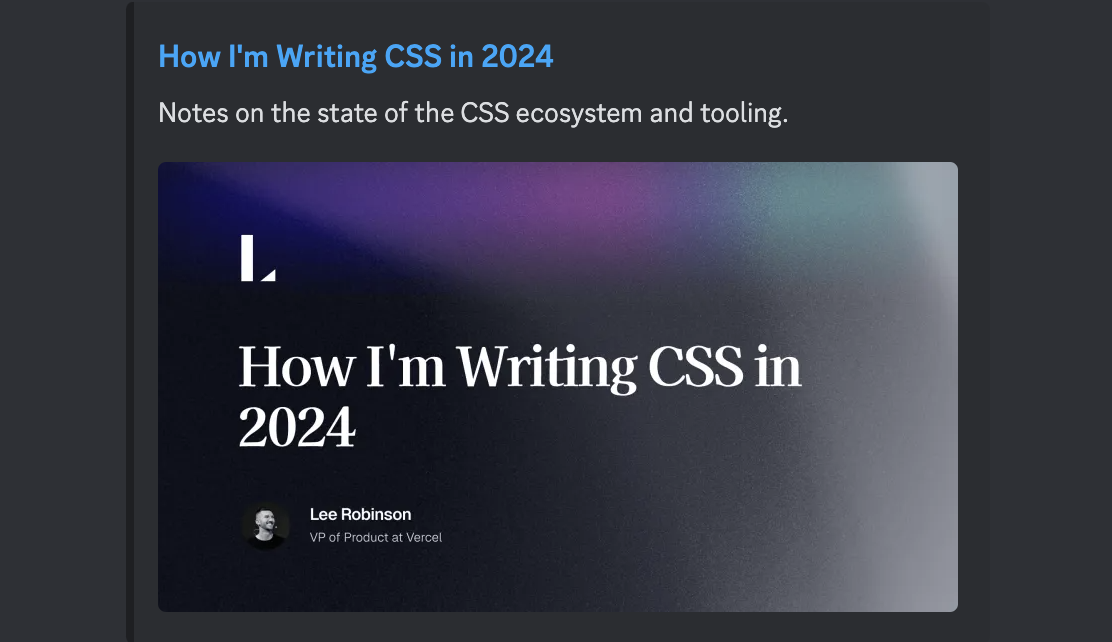 How I'm Writing CSS in 2024
Notes on the state of the CSS ecosystem and tooling.
L
How I'm Writing CSS in
2024
Lee Robinson
VP of Product at Vercel